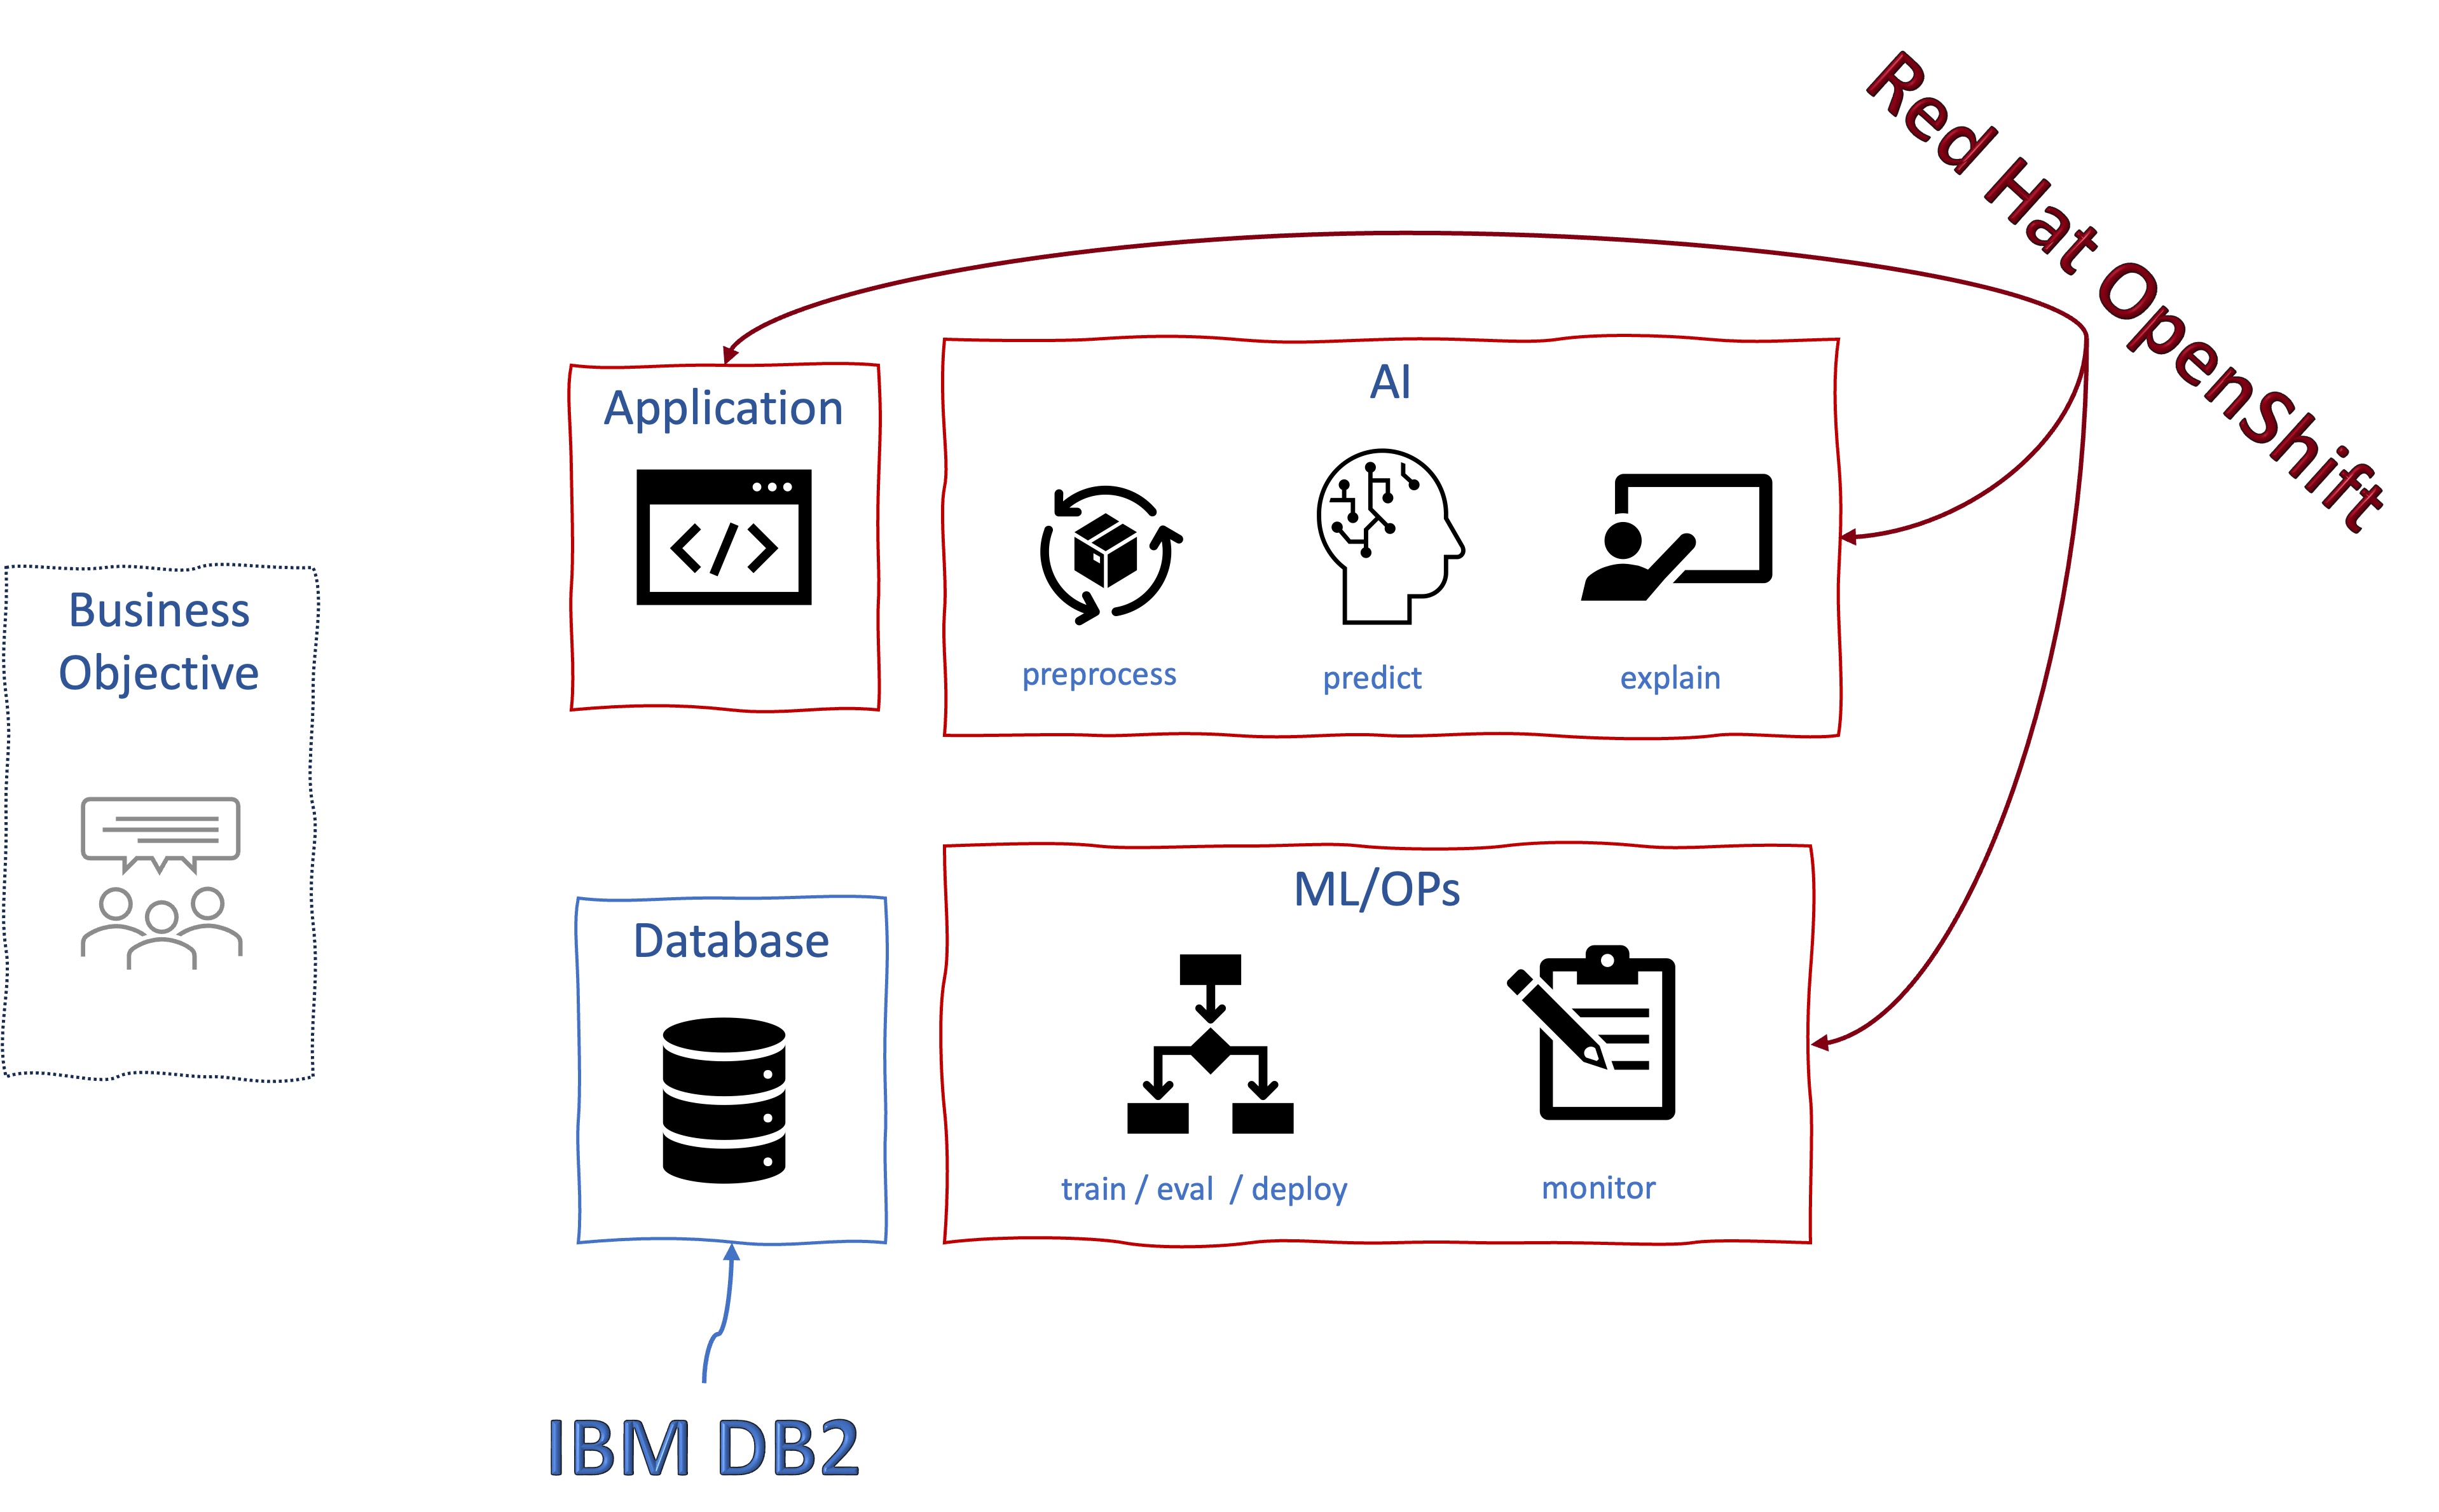 Red Hat OpenShift
Application
AI
preprocess
predict
explain
Business
Objective
Database
ML/OPs
train / eval / deploy
monitor
IBM DB2